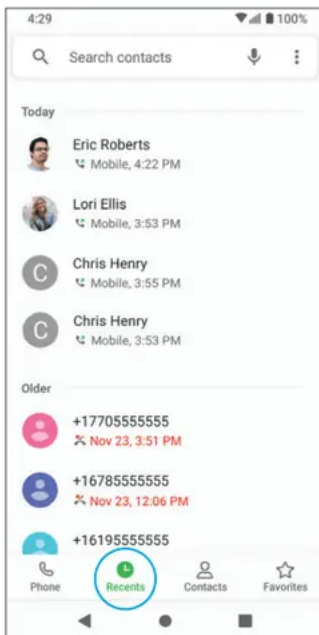 4:29 100%
Search contacts
Today
Eric Roberts
Mobile, 4:22 PM
Lori Ellis
Mobile, 3:53 PM
C
Chris Henry
Mobile, 3:55 PM
C
Chris Henry
Mobile, 3:53 PM
Older
+17705555555
Nov 23, 3:51 PM
+16785555555
Nov 23, 12:06 PM
+16195555555
Phone Recents Contacts Favorites